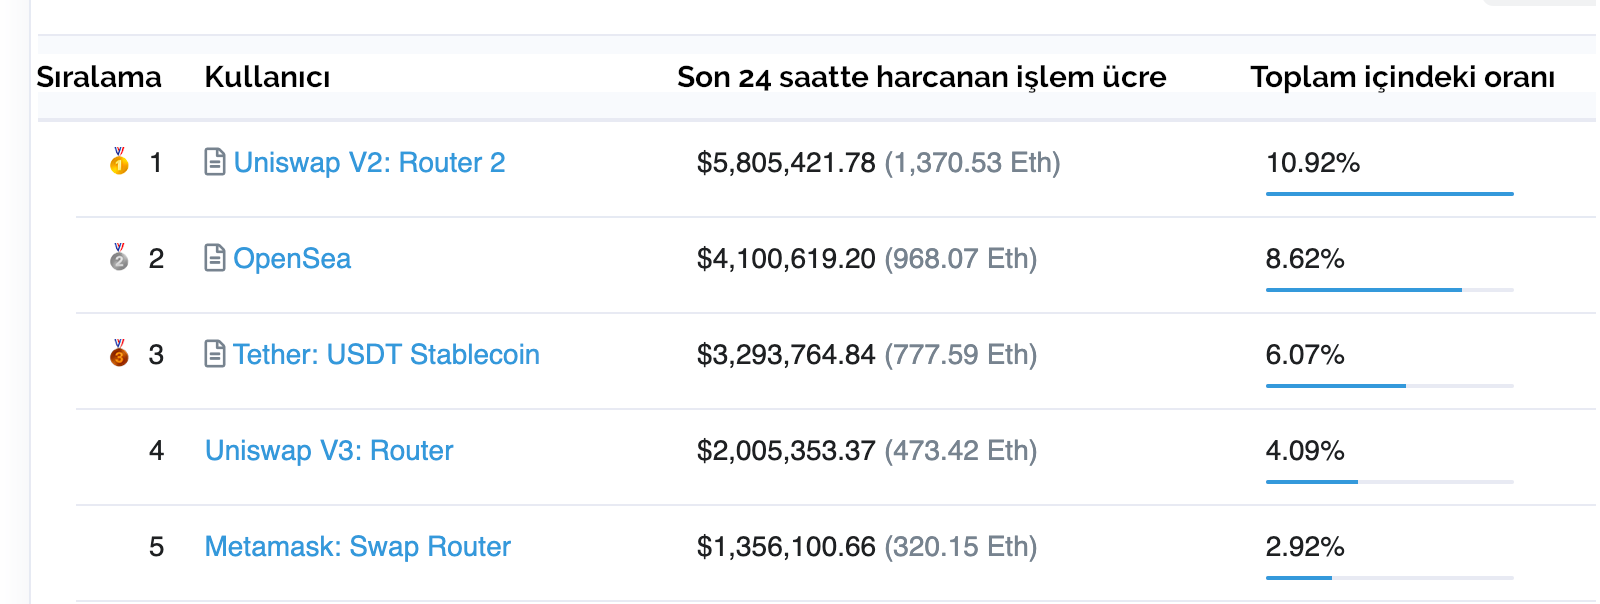 Sıralama Kullanıcı Son 24 saatte harcanan işlem ücre Toplam içindeki oranı
1 Uniswap V2: Router 2 $5,805,421.78 (1,370.53 Eth) 10.92%
2 OpenSea $4,100,619.20 (968.07 Eth) 8.62%
3 Tether: USDT Stablecoin $3,293,764.84 (777.59 Eth) 6.07%
4 Uniswap V3: Router $2,005,353.37 (473.42 Eth) 4.09%
5 Metamask: Swap Router $1,356,100.66 (320.15 Eth) 2.92%